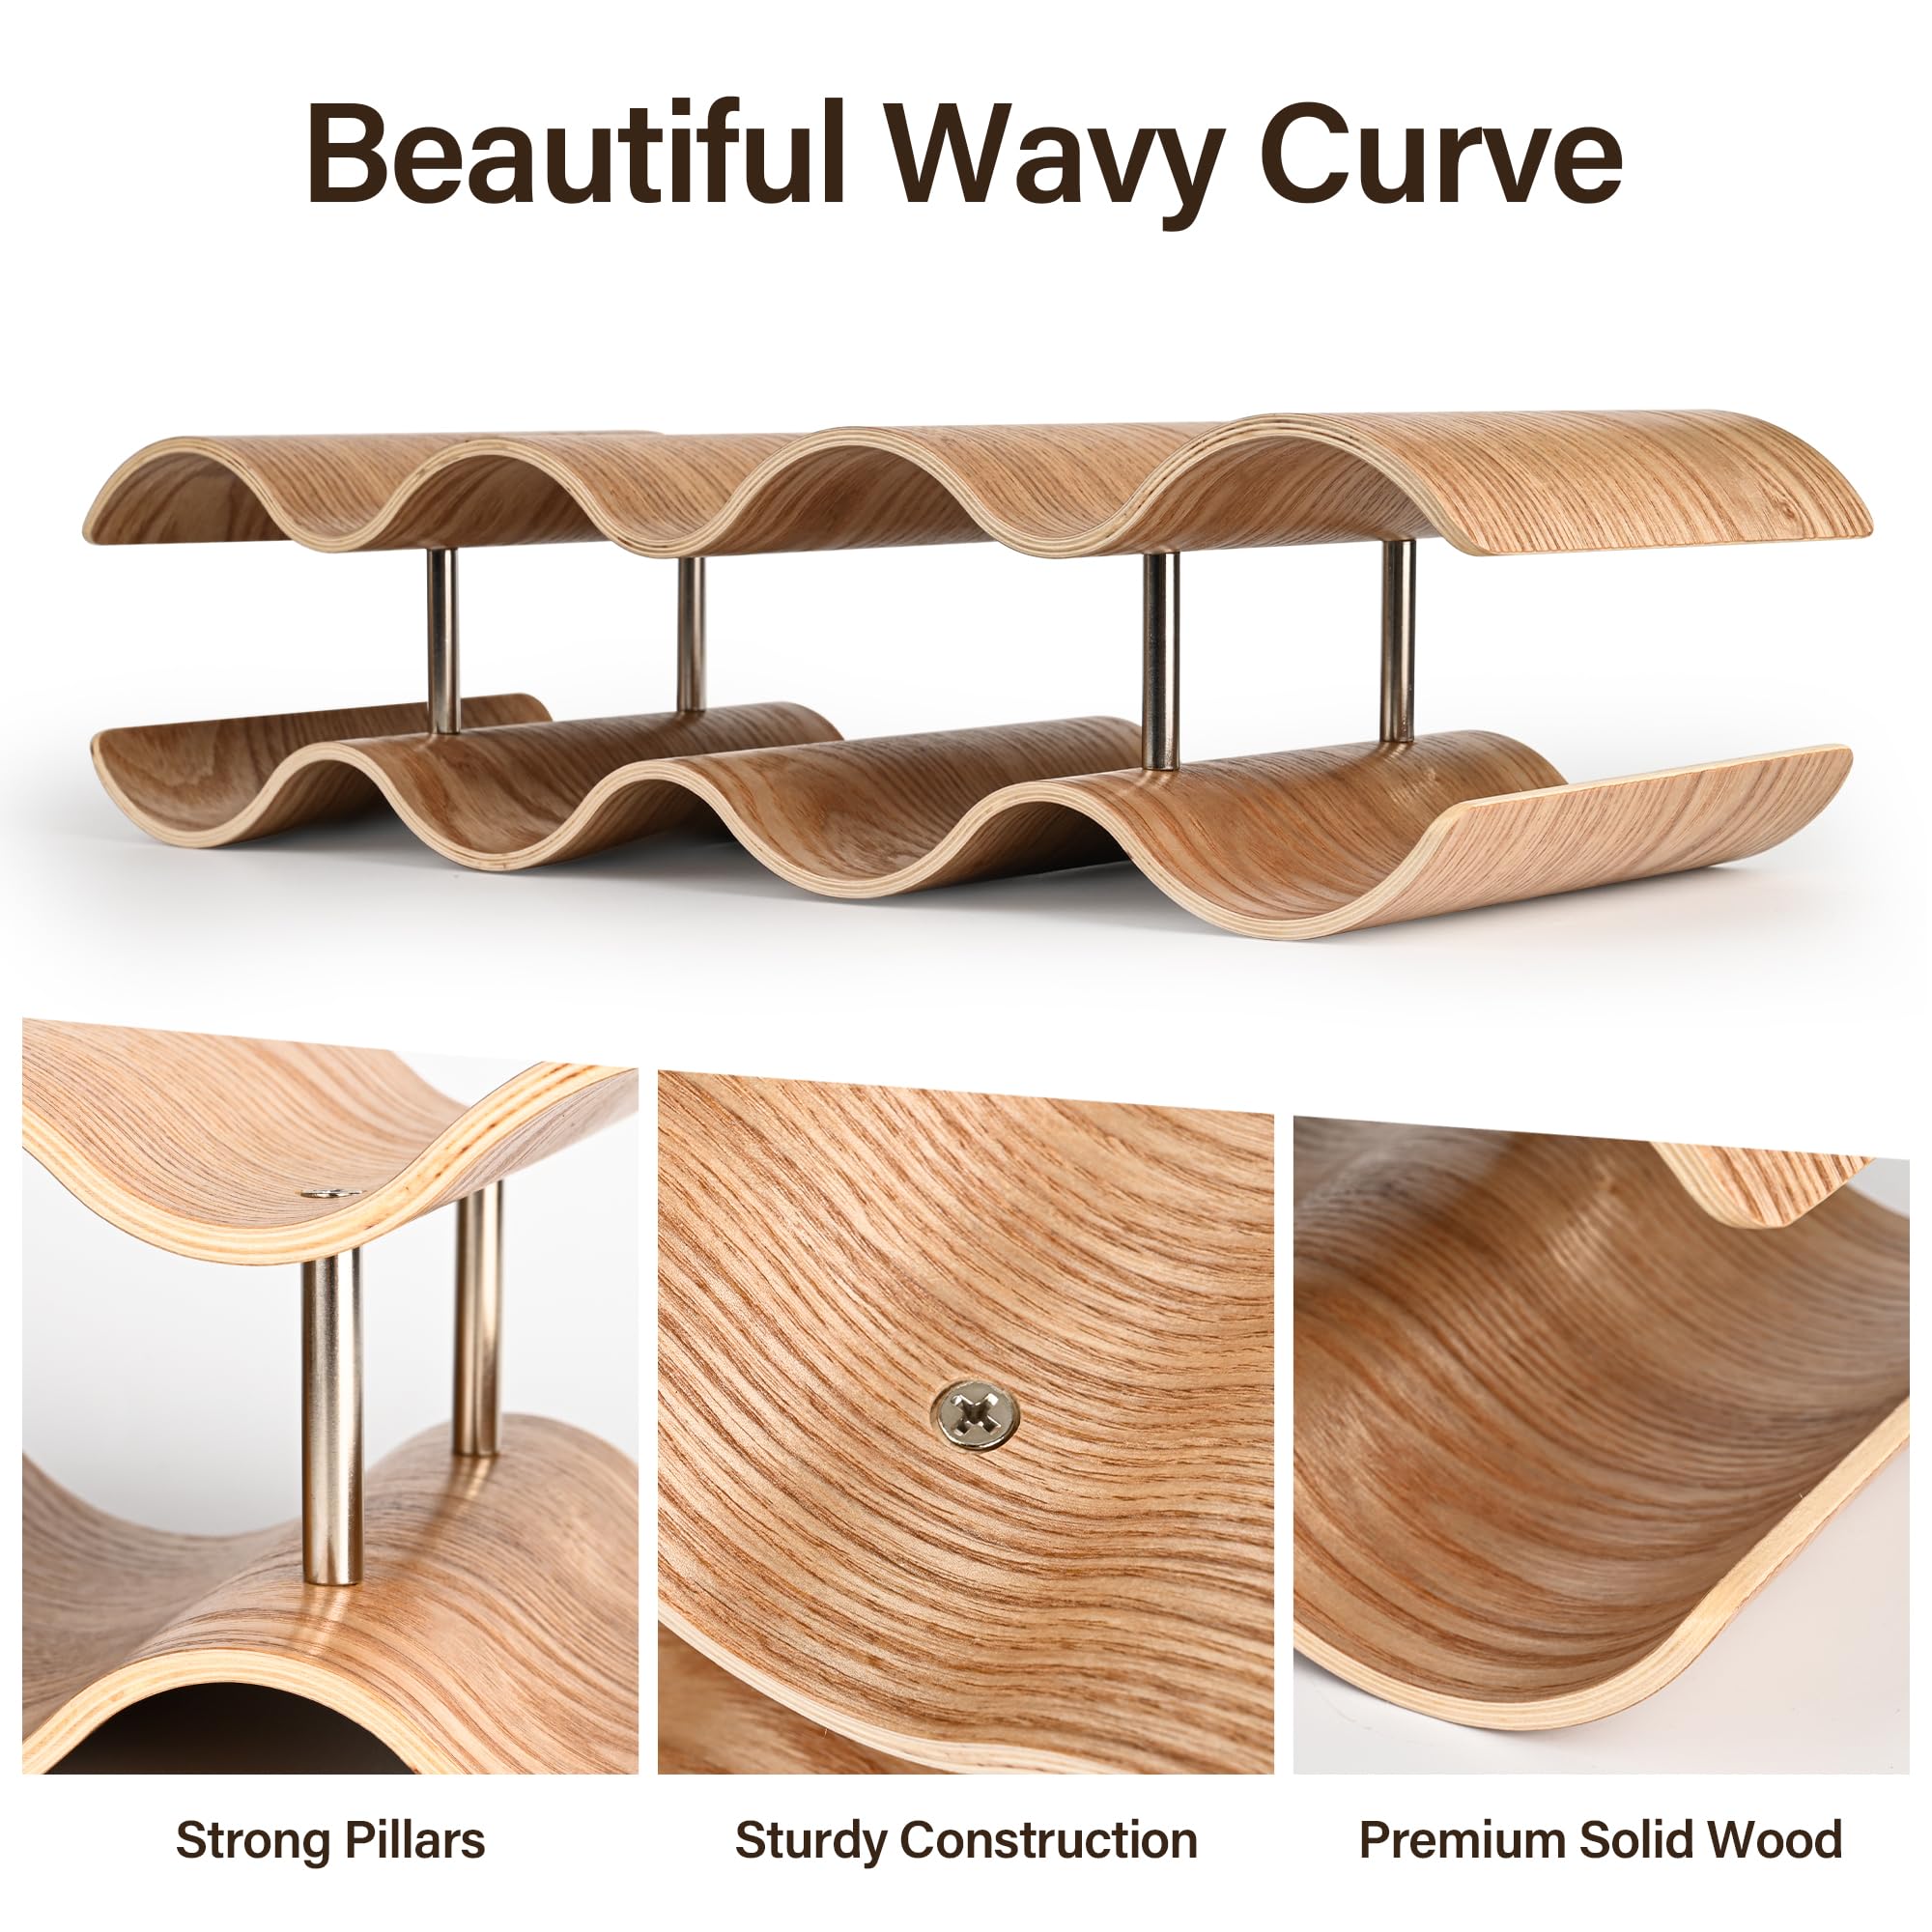 Beautiful Wavy Curve
Strong Pillars
Sturdy Construction
Premium Solid Wood